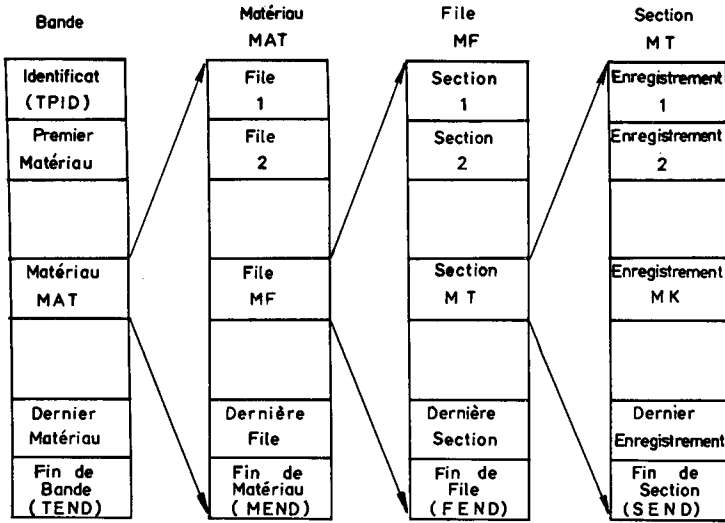 Bande
Matériau
MAT
File
MF
Section
MT
Identificat
(TPID)
Premier
Matériau
Matériau
MAT
Dernier
Matériau
Fin de
Bande
(TEND)
File
1
File
2
File
MF
Dernière
File
Fin de
Matériau
(MEND)
Section
1
Section
2
Section
MT
Dernière
Section
Fin de
File
(FEND)
Enregistrement
1
Enregistrement
2
Enregistrement
MK
Dernier
Enregistrement
Fin de
Section
(SEND)